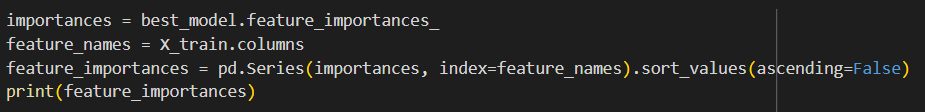 importances = best_model.feature_importances_
feature_names = X_train.columns
feature_importances = pd.Series(importances, index=feature_names).sort_values(ascending=False)
print(feature_importances)